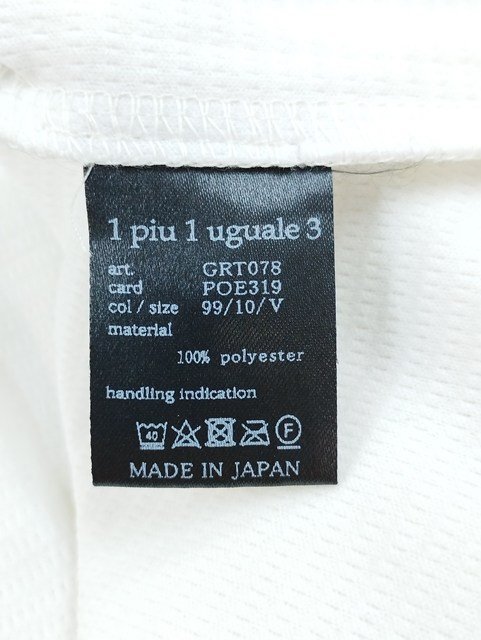 1 piu 1 uguale 3
art. GRT078
card POE319
col / size 99/10/V
material
100% polyester
handling indication
40 F
MADE IN JAPAN